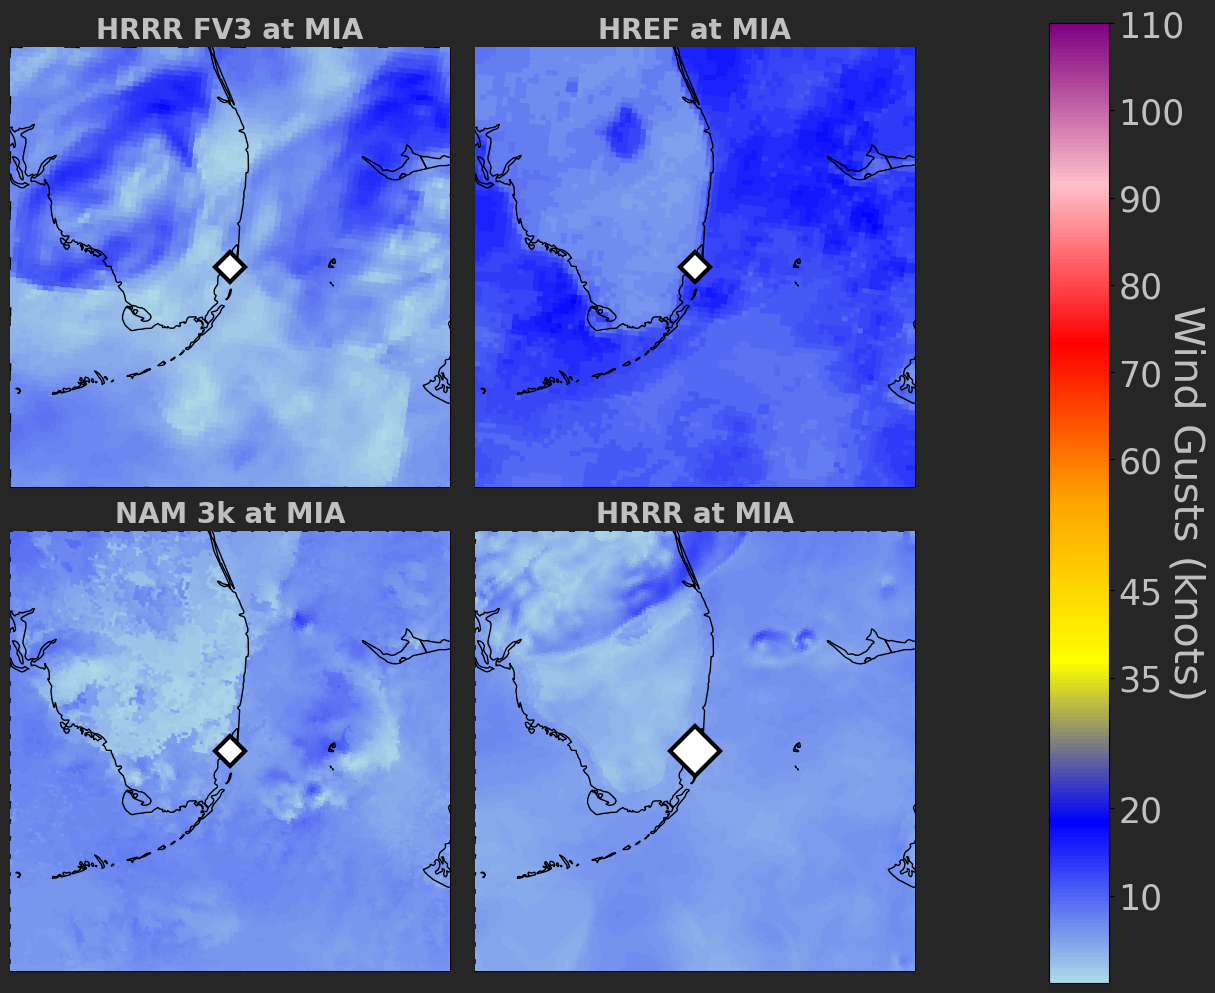 HRRR FV3 at MIA
HREF at MIA
NAM 3k at MIA
HRRR at MIA
110
100
90
80
70
60
45
35
20
10
Wind Gusts (knots)